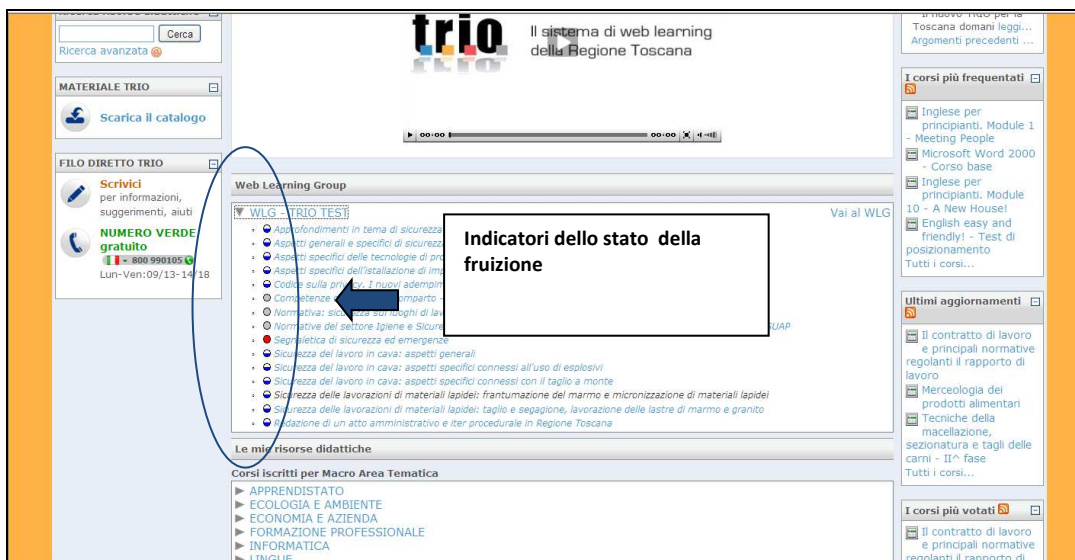 Cerca
Ricerca avanzata
MATERIALE TRIO
Scarica il catalogo
FILO DIRETTO TRIO
Scrivici
per informazioni,
suggerimenti, aiuti
NUMERO VERDE
gratuito
800 990105
Lun-Ven:09/13-14/18
trio
Il sistema di web learning
della Regione Toscana
00:00
00:00
Web Learning Group
WLG - TRIO TEST
Vai al WLG
Approfondimenti in tema di sicurezza
Aspetti generali e specifici di sicurezza
Aspetti specifici delle tecnologie di
Aspetti specifici dell'istallazione di
Codice sulla privacy. I nuovi
Competenze
Normativa: sicurezza sui luoghi di
Normative del settore Igiene e
SUAP
Segnaletica di sicurezza ed emergenze
Sicurezza del lavoro in cava: aspetti generali
Sicurezza del lavoro in cava: aspetti specifici connessi all'uso di esplosivi
Sicurezza del lavoro in cava: aspetti specifici connessi con il taglio a monte
Sicurezza delle lavorazioni di materiali lapidei: frantumazione del marmo e micronizzazione di materiali lapidei
Sicurezza delle lavorazioni di materiali lapidei: taglio e segagione, lavorazione delle lastre di marmo e granito
Redazione di un atto amministrativo e iter procedurale in Regione Toscana
Indicatori dello stato della
fruizione
Le mie risorse didattiche
Corsi iscritti per Macro Area Tematica
APPRENDISTATO
ECOLOGIA E AMBIENTE
ECONOMIA E AZIENDA
FORMAZIONE PROFESSIONALE
INFORMATICA
LINGUE
Il nuovo TRIO per la
Toscana domani leggi...
Argomenti precedenti ...
I corsi più frequentati
Inglese per
principianti. Module 1
- Meeting People
Microsoft Word 2000
- Corso base
Inglese per
principianti. Module
10 - A New House!
English easy and
friendly! - Test di
posizionamento
Tutti i corsi...
Ultimi aggiornamenti
Il contratto di lavoro
e principali normative
regolanti il rapporto di
lavoro
Merceologia dei
prodotti alimentari
Tecniche della
macellazione,
sezionatura e tagli delle
carni - II^ fase
Tutti i corsi...
I corsi più votati
Il contratto di lavoro
e principali normative
regolanti il rapporto di